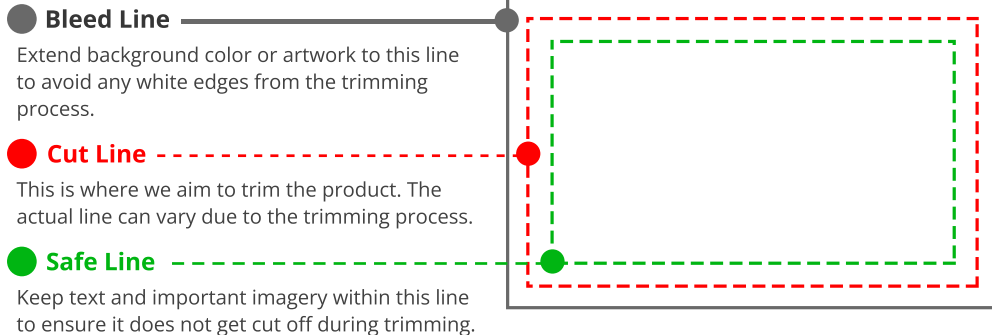 Bleed Line
Extend background color or artwork to this line
to avoid any white edges from the trimming
process.
Cut Line
This is where we aim to trim the product. The
actual line can vary due to the trimming process.
Safe Line
Keep text and important imagery within this line
to ensure it does not get cut off during trimming.